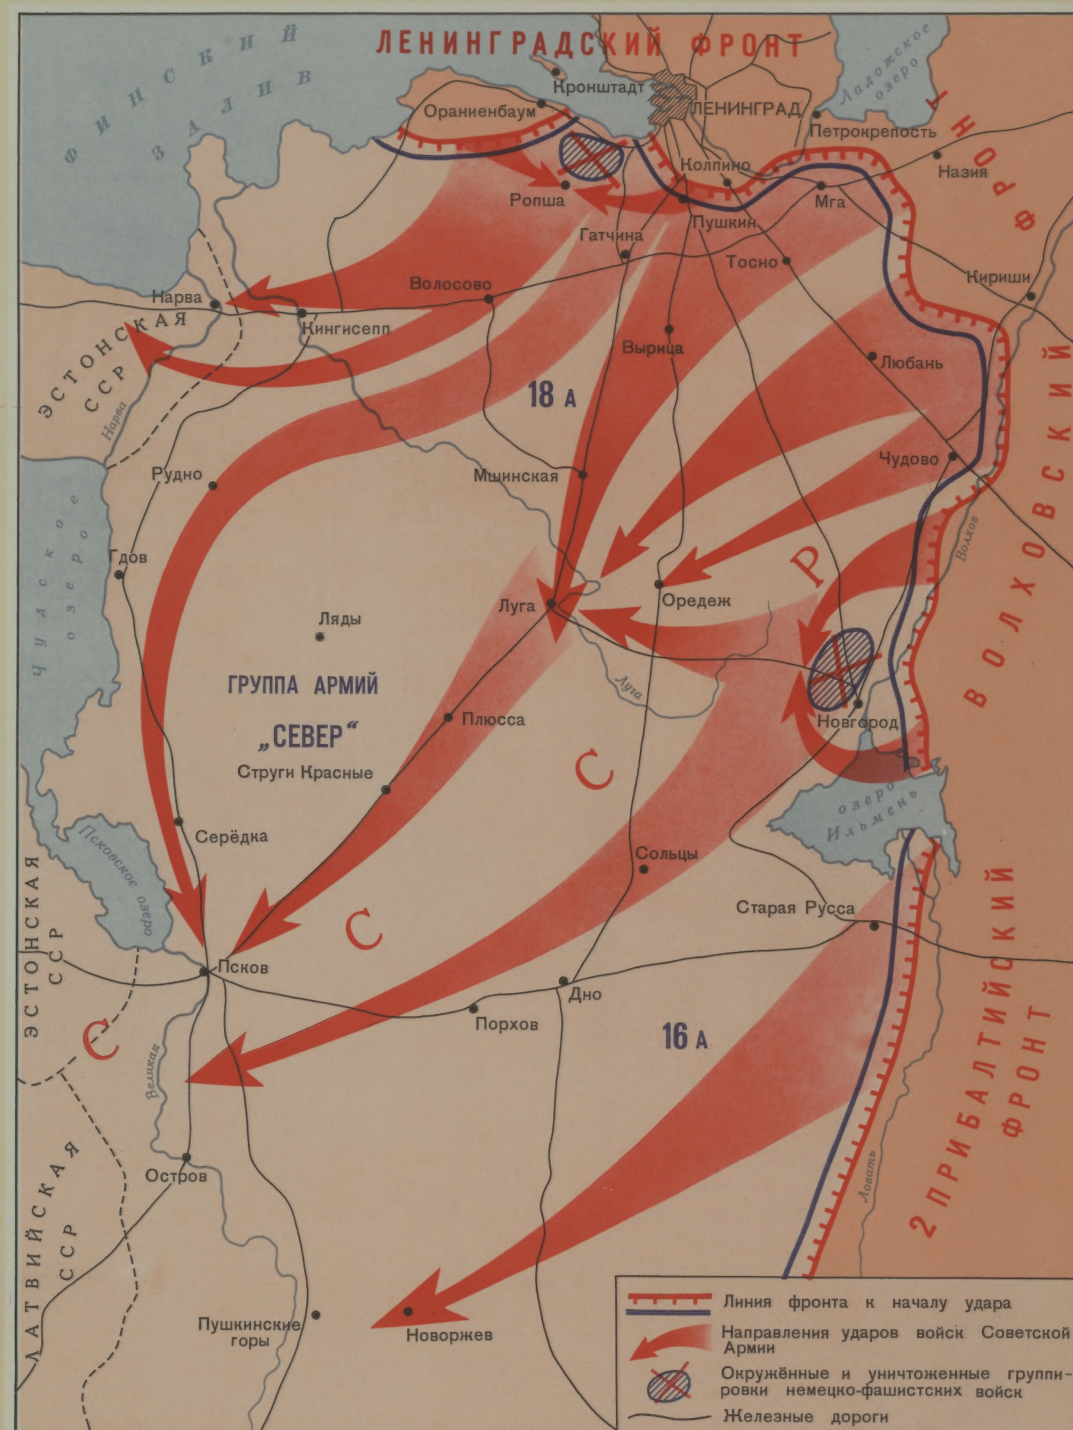 ЛЕНИНГРАДСКИЙ ФРОНТ
ФИНСКИЙ
ЗАЛИВ
Ладожское
озеро
Кронштадт
Ораниенбаум
ЛЕНИНГРАД
Петрокрепость
Назия
Колпино
Ропша
Пушкин
Мга
Гатчина
Тосно
Кириши
Волосово
Нарва
Кингисепп
ЭСТОНСКАЯ
ССР
Нарва
Вырица
Любань
18 А
Рудно
Мшинская
Чудово
Волхов
ВОЛХОВСКИЙ
ФРОНТ
Чудское
озеро
Гдов
Луга
Оредеж
Ляды
ГРУППА АРМИЙ
„СЕВЕР“
Луга
Плюсса
Новгород
Струги Красные
С
С
С
Р
озеро
Ильмень
Серёдка
Псковское озеро
Сольцы
Старая Русса
ЭСТОНСКАЯ
ССР
Псков
Дно
Порхов
16 А
2 ПРИБАЛТИЙСКИЙ
ФРОНТ
Великая
Ловать
Остров
ЛАТВИЙСКАЯ
ССР
Пушкинские
горы
Новоржев
Линия фронта к началу удара
Направления ударов войск Советской
Армии
Окружённые и уничтоженные группи-
ровки немецко-фашистских войск
Железные дороги